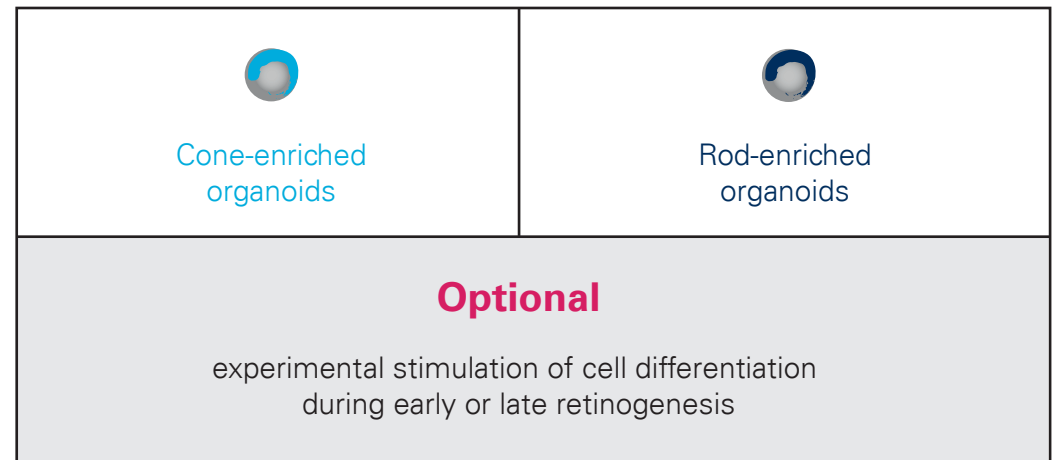 Cone-enriched
organoids
Rod-enriched
organoids
Optional
experimental stimulation of cell differentiation
during early or late retinogenesis